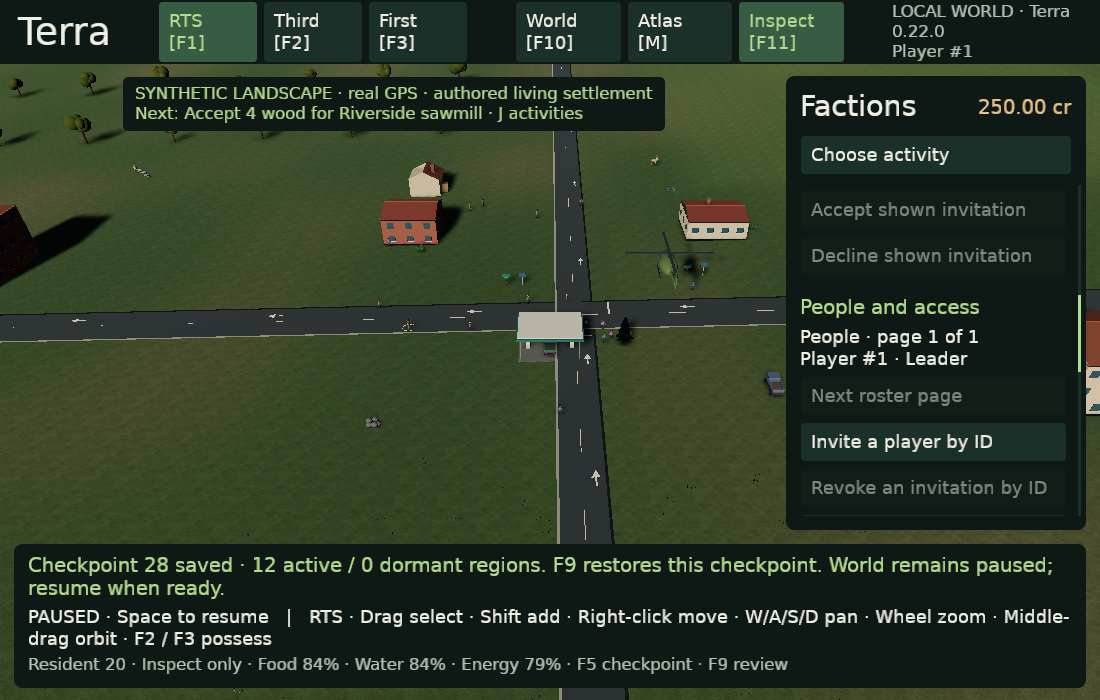 Terra
RTS
[F1]
Third
[F2]
First
[F3]
World
[F10]
Atlas
[M]
Inspect
[F11]
LOCAL WORLD · Terra
0.22.0
Player #1
SYNTHETIC LANDSCAPE · real GPS · authored living settlement
Next: Accept 4 wood for Riverside sawmill · J activities
Factions 250.00 cr
Choose activity
Accept shown invitation
Decline shown invitation
People and access
People · page 1 of 1
Player #1 · Leader
Next roster page
Invite a player by ID
Revoke an invitation by ID
Checkpoint 28 saved · 12 active / 0 dormant regions. F9 restores this checkpoint. World remains paused;
resume when ready.
PAUSED · Space to resume | RTS · Drag select · Shift add · Right-click move · W/A/S/D pan · Wheel zoom · Middle-
drag orbit · F2 / F3 possess
Resident 20 · Inspect only · Food 84% · Water 84% · Energy 79% · F5 checkpoint · F9 review